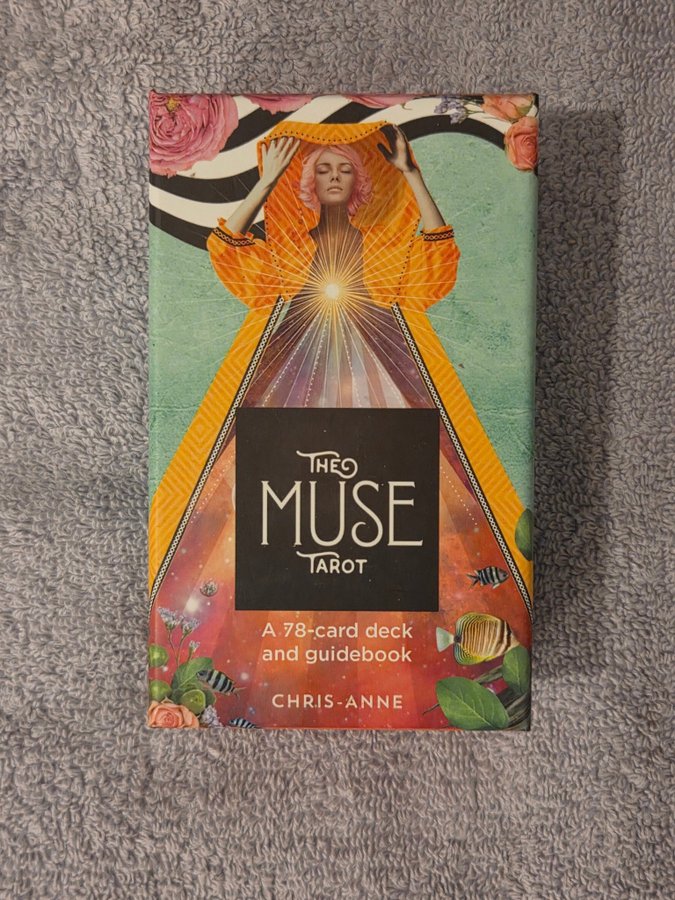 THE
MUSE
TAROT
A 78-card deck
and guidebook
CHRIS-ANNE